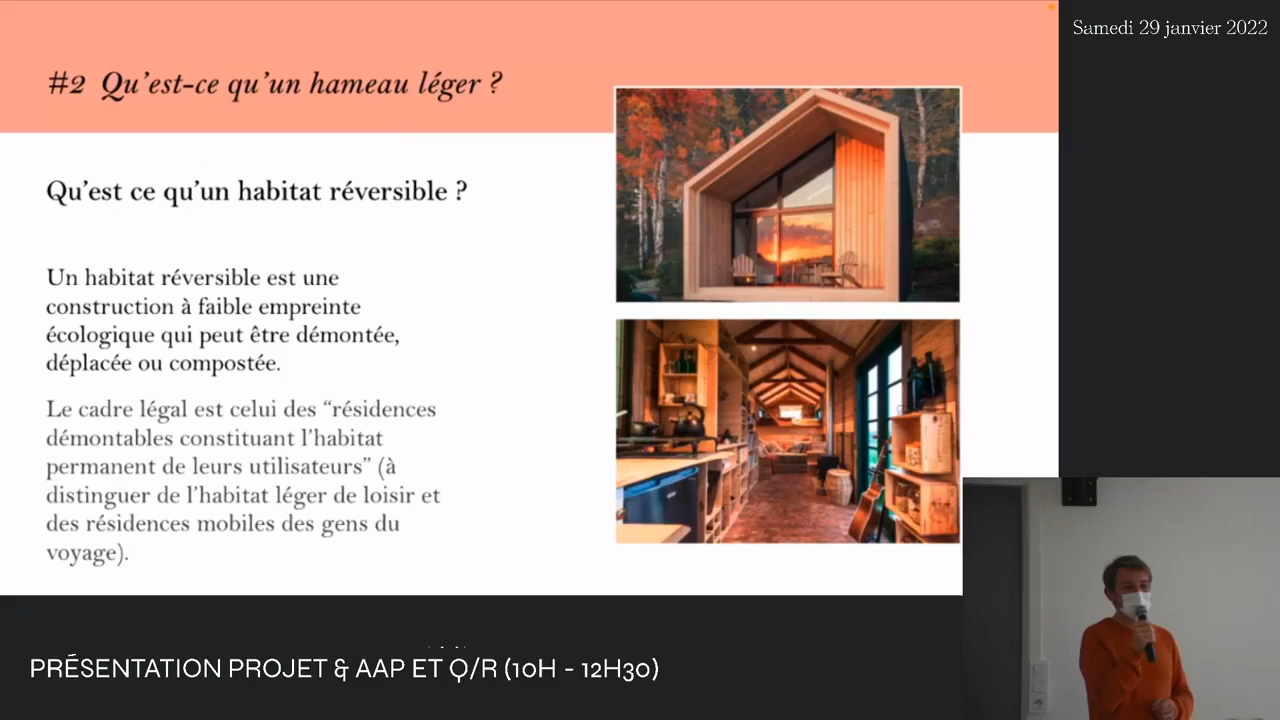 Samedi 29 janvier 2022
#2 Qu’est-ce qu’un hameau léger ?
Qu’est ce qu’un habitat réversible ?
Un habitat réversible est une
construction à faible empreinte
écologique qui peut être démontée,
déplacée ou compostée.
Le cadre légal est celui des “résidences
démontables constituant l’habitat
permanent de leurs utilisateurs” (à
distinguer de l’habitat léger de loisir et
des résidences mobiles des gens du
voyage).
PRÉSENTATION PROJET & AAP ET Q/R (10H - 12H30)